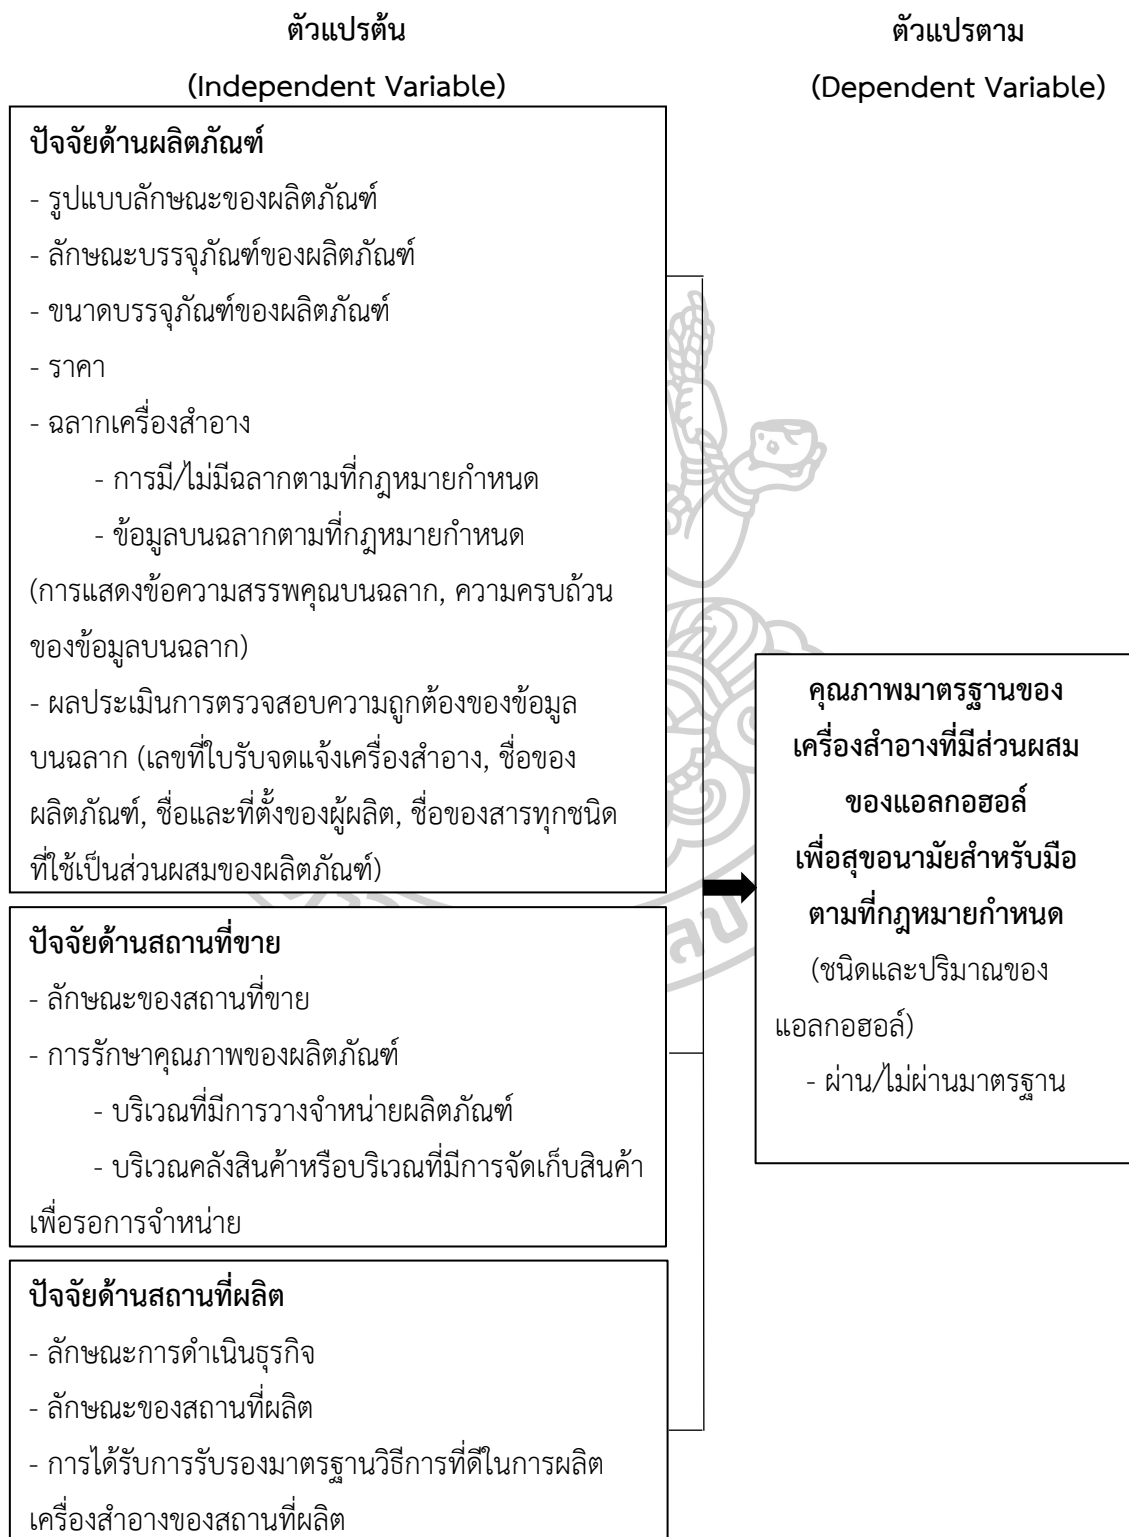 ตัวแปรต้น
(Independent Variable)
ตัวแปรตาม
(Dependent Variable)
ปัจจัยด้านผลิตภัณฑ์
- รูปแบบลักษณะของผลิตภัณฑ์
- ลักษณะบรรจุภัณฑ์ของผลิตภัณฑ์
- ขนาดบรรจุภัณฑ์ของผลิตภัณฑ์
- ราคา
- ฉลากเครื่องสำอาง
- การมี/ไม่มีฉลากตามที่กฎหมายกำหนด
- ข้อมูลบนฉลากตามที่กฎหมายกำหนด
(การแสดงข้อความสรรพคุณบนฉลาก, ความครบถ้วน
ของข้อมูลบนฉลาก)
- ผลประเมินการตรวจสอบความถูกต้องของข้อมูล
บนฉลาก (เลขที่ใบรับจดแจ้งเครื่องสำอาง, ชื่อของ
ผลิตภัณฑ์, ชื่อและที่ตั้งของผู้ผลิต, ชื่อของสารทุกชนิด
ที่ใช้เป็นส่วนผสมของผลิตภัณฑ์)
ปัจจัยด้านสถานที่ขาย
- ลักษณะของสถานที่ขาย
- การรักษาคุณภาพของผลิตภัณฑ์
- บริเวณที่มีการวางจำหน่ายผลิตภัณฑ์
- บริเวณคลังสินค้าหรือบริเวณที่มีการจัดเก็บสินค้า
เพื่อรอการจำหน่าย
ปัจจัยด้านสถานที่ผลิต
- ลักษณะการดำเนินธุรกิจ
- ลักษณะของสถานที่ผลิต
- การได้รับการรับรองมาตรฐานวิธีการที่ดีในการผลิต
เครื่องสำอางของสถานที่ผลิต
คุณภาพมาตรฐานของ
เครื่องสำอางที่มีส่วนผสม
ของแอลกอฮอล์
เพื่อสุขอนามัยสำหรับมือ
ตามที่กฎหมายกำหนด
(ชนิดและปริมาณของ
แอลกอฮอล์)
- ผ่าน/ไม่ผ่านมาตรฐาน